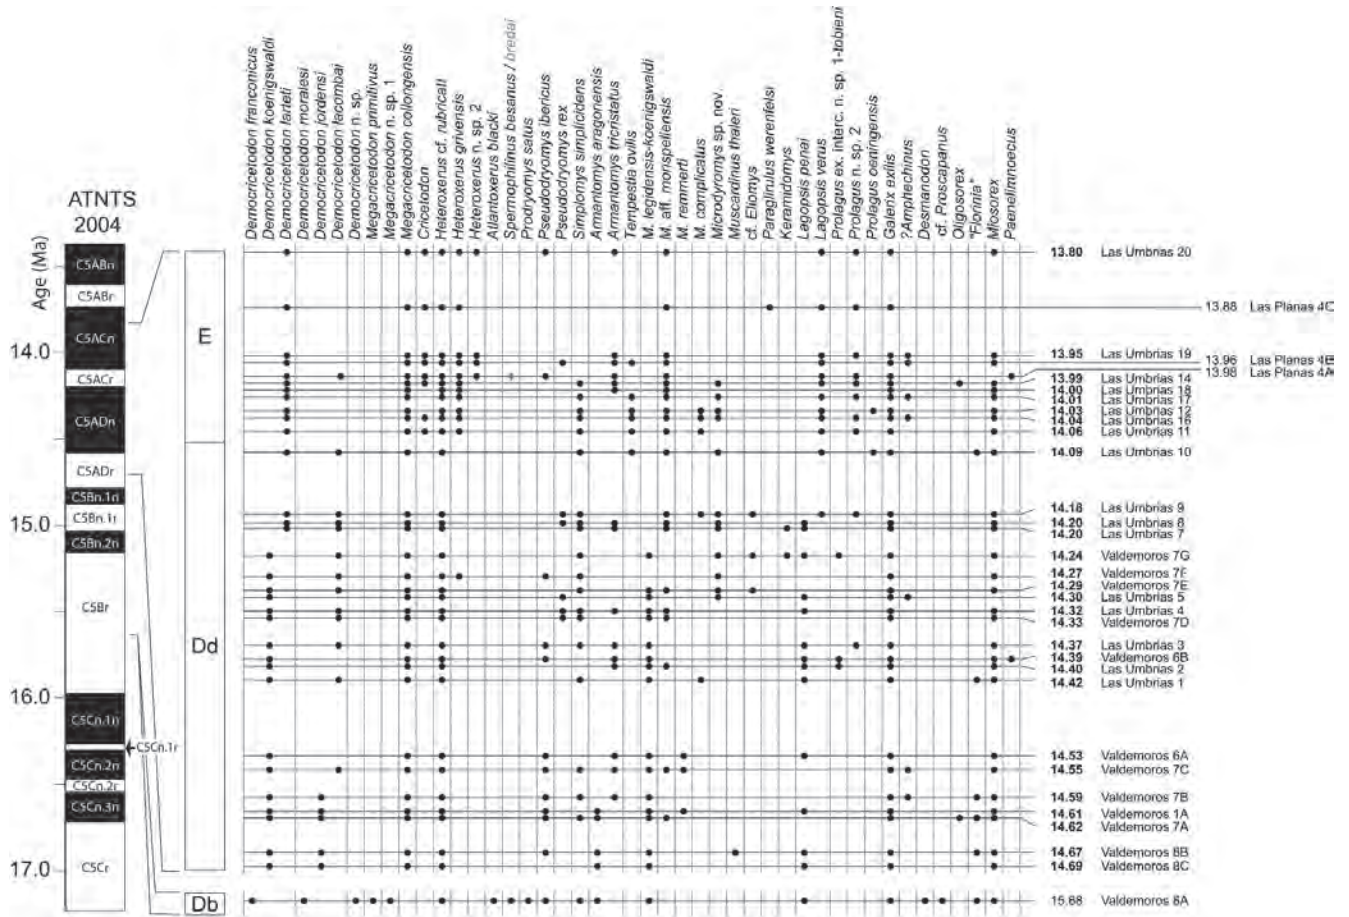 Democricetodon franconicus
Democricetodon koenigswaldi
Democricetodon larteti
Democricetodon moralesi
Democricetodon jordensi
Democricetodon lacombai
Democricetodon n. sp.
Megacricetodon primitivus
Megacricetodon n. sp. 1
Megacricetodon collongensis
Cricetodon
Heteroxerus cf. rubricati
Heteroxerus grivensis
Heteroxerus n. sp. 2
Atlantoxerus blacki
Spermophilinus besanus / bredai
Prodryomys satus
Pseudodryomys ibericus
Pseudodryomys rex
Simplomys simplicidens
Armantomys aragonensis
Armantomys tricristatus
Tempestia ovilis
M. aff. monspeliensis
M. legidensis-koenigswaldi
M. remmerti
M. complicatus
Microdyromys sp. nov.
Muscardinus thaleri
cf. Eliomys
Paraglirulus werenfelsi
Keramidomys
Lagopsis penai
Lagopsis verus
Prolagus ex. interc. n. sp. 1-tobieni
Prolagus n. sp. 2
Prolagus oeningensis
Galerix exilis
?Amphechinus
Desmanodon
cf. Proscapanus
Oligosorex
"Florinia"
Miosorex
Paenelimnoecus
ATNTS
2004
Age (Ma)
14.0
15.0
16.0
17.0
C5ABn
C5ABr
C5ACn
C5ACr
C5ADn
C5ADr
C5Bn.1n
C5Bn.1r
C5Bn.2n
C5Br
C5Cn.1n
C5Cn.1r
C5Cn.2n
C5Cn.2r
C5Cn.3n
C5Cr
E
Dd
Db
13.80 Las Umbrias 20
13.88 Las Planas 4C
13.95 Las Umbrias 19
13.96 Las Planas 4B
13.98 Las Planas 4A
13.99 Las Umbrias 14
14.00 Las Umbrias 18
14.01 Las Umbrias 17
14.03 Las Umbrias 12
14.04 Las Umbrias 16
14.06 Las Umbrias 11
14.09 Las Umbrias 10
14.18 Las Umbrias 9
14.20 Las Umbrias 8
14.20 Las Umbrias 7
14.24 Valdemoros 7G
14.27 Valdemoros 7F
14.29 Valdemoros 7E
14.30 Las Umbrias 5
14.32 Las Umbrias 4
14.33 Valdemoros 7D
14.37 Las Umbrias 3
14.39 Valdemoros 6B
14.40 Las Umbrias 2
14.42 Las Umbrias 1
14.53 Valdemoros 6A
14.55 Valdemoros 7C
14.59 Valdemoros 7B
14.61 Valdemoros 1A
14.62 Valdemoros 7A
14.67 Valdemoros 8B
14.69 Valdemoros 8C
15.88 Valdemoros 8A